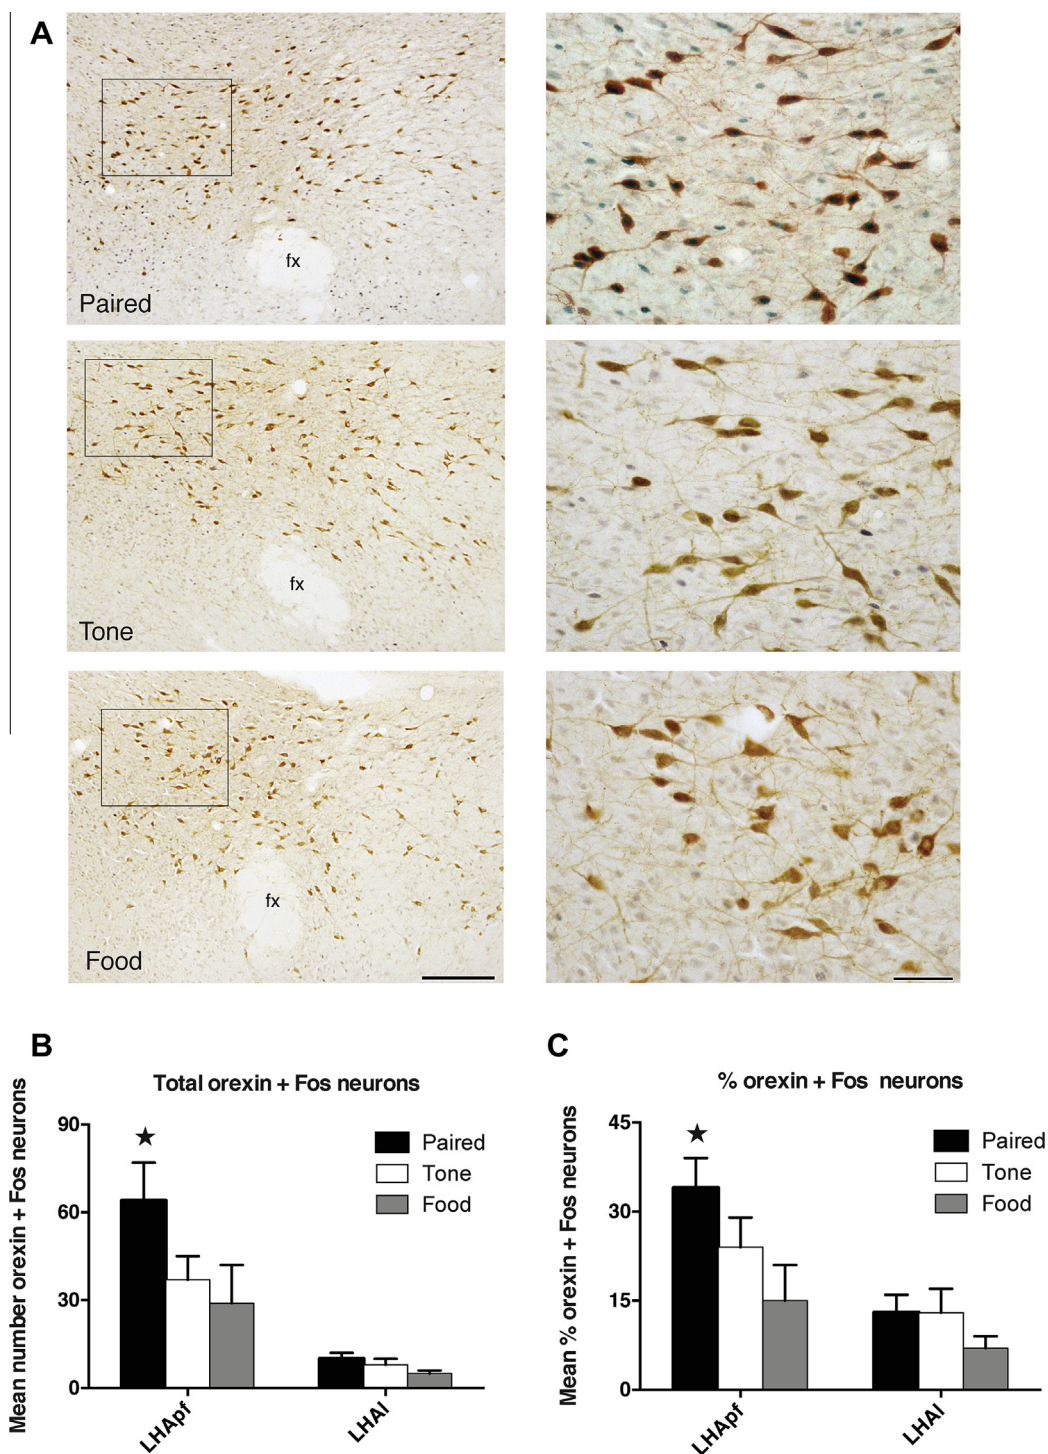 A
fx
Paired
fx
Tone
fx
Food
B
Total orexin + Fos neurons
Mean number orexin + Fos neurons
90
60
30
0
Paired
Tone
Food
LHApf
LHAl
C
% orexin + Fos neurons
Mean % orexin + Fos neurons
45
30
15
0
Paired
Tone
Food
LHApf
LHAl